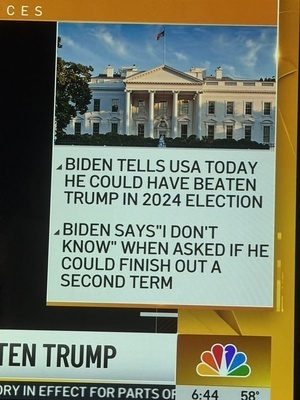 CES
BIDEN TELLS USA TODAY
HE COULD HAVE BEATEN
TRUMP IN 2024 ELECTION
BIDEN SAYS"I DON'T
KNOW" WHEN ASKED IF HE
COULD FINISH OUT A
SECOND TERM
TEN TRUMP
ORY IN EFFECT FOR PARTS OF
6:44 58°